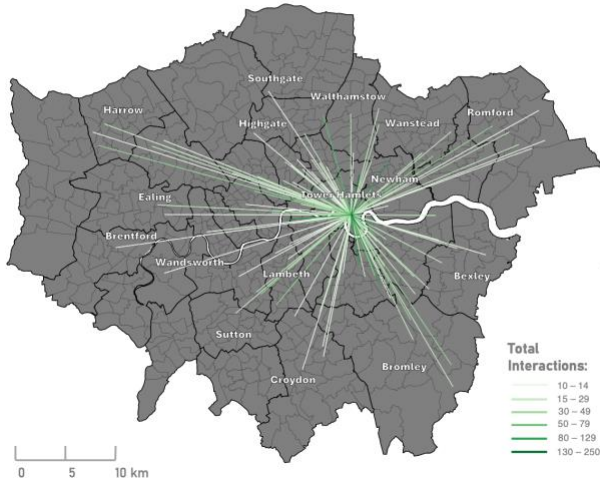 Southgate
Walthamstow
Harrow
Highgate
Wanstead
Romford
Newham
Tower Hamlets
Ealing
Brentford
Wandsworth
Lambeth
Bexley
Sutton
Croydon
Bromley
Total
Interactions:
10 – 14
15 – 29
30 – 49
50 – 79
80 – 129
130 – 250
0 5 10 km